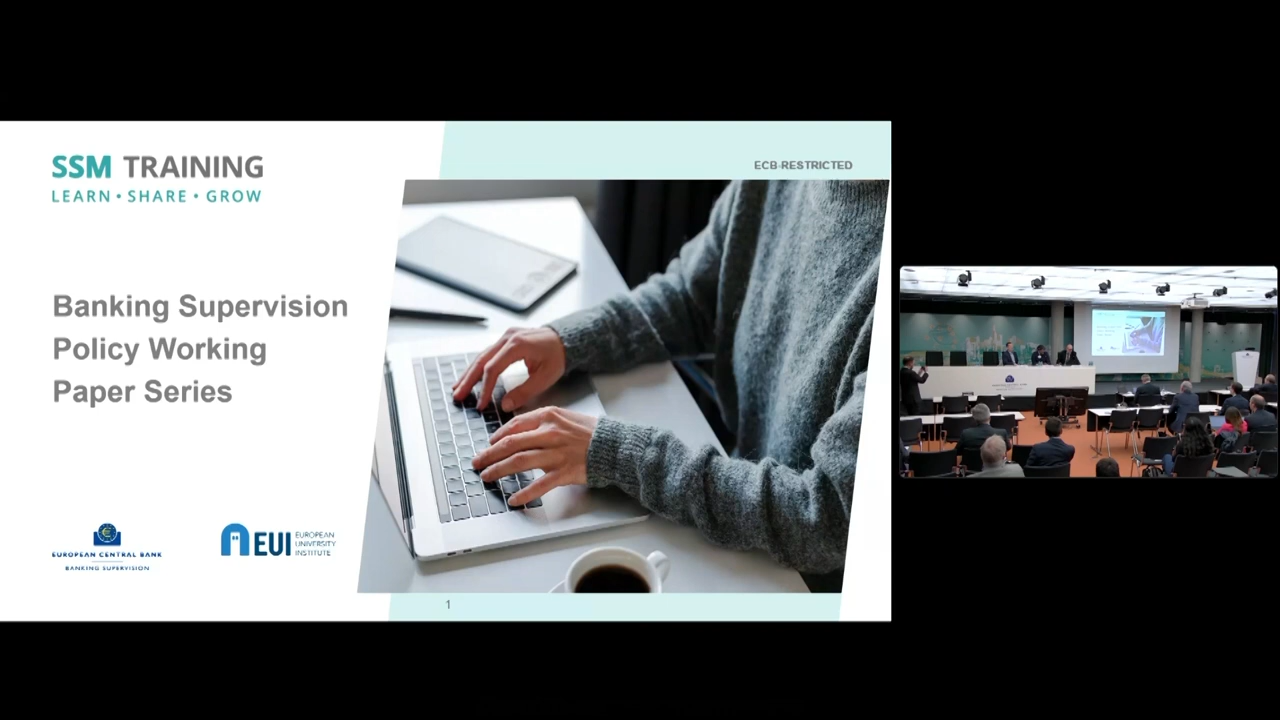 SSM TRAINING
LEARN • SHARE • GROW
ECB-RESTRICTED
Banking Supervision
Policy Working
Paper Series
EUROPEAN CENTRAL BANK
BANKING SUPERVISION
EUI
EUROPEAN
UNIVERSITY
INSTITUTE
1